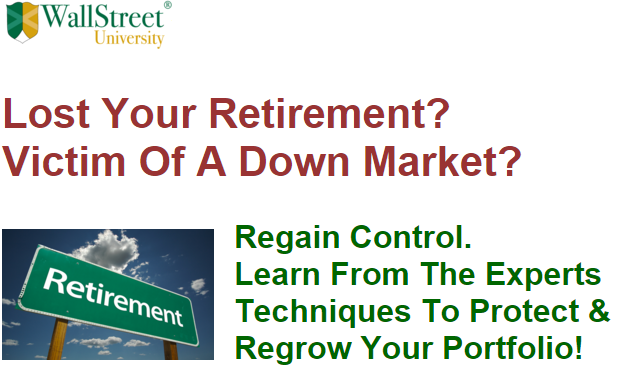 WallStreet®
University
Lost Your Retirement?
Victim Of A Down Market?
Regain Control.
Learn From The Experts
Techniques To Protect &
Regrow Your Portfolio!
Retirement